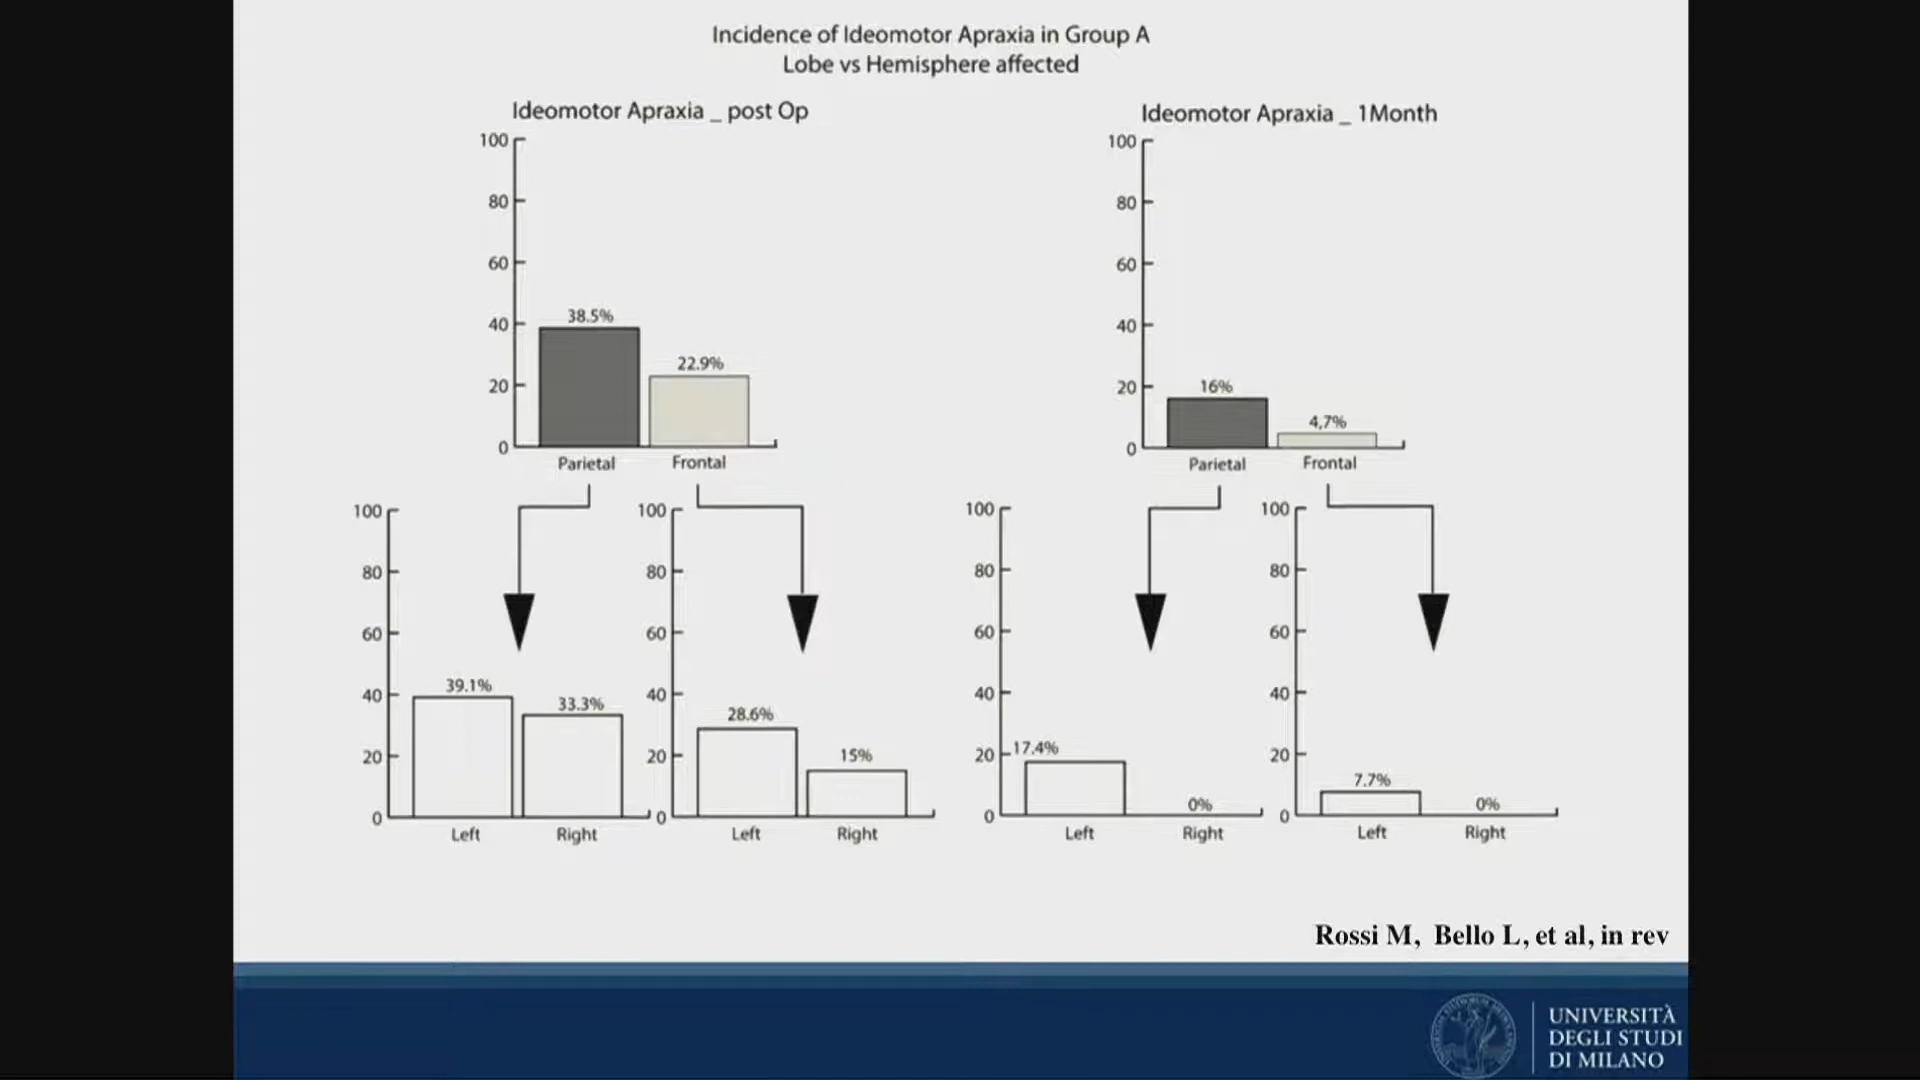 Incidence of Ideomotor Apraxia in Group A
Lobe vs Hemisphere affected
Ideomotor Apraxia _ post Op
100
80
60
40
20
0
38.5%
22.9%
Parietal
Frontal
100
80
60
40
20
0
39.1%
33.3%
Left
Right
100
80
60
40
20
0
28.6%
15%
Left
Right
Ideomotor Apraxia _ 1Month
100
80
60
40
20
0
16%
4,7%
Parietal
Frontal
100
80
60
40
20
0
17.4%
0%
Left
Right
100
80
60
40
20
0
7.7%
0%
Left
Right
Rossi M, Bello L, et al, in rev
UNIVERSITÀ
DEGLI STUDI
DI MILANO